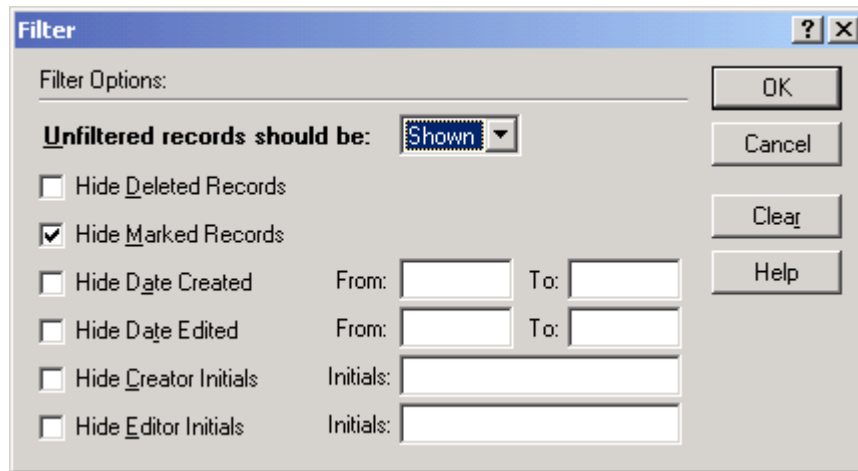 Filter
Filter Options:
OK
Unfiltered records should be: Shown
Cancel
Hide Deleted Records
Hide Marked Records
Clear
Hide Date Created From: To:
Help
Hide Date Edited From: To:
Hide Creator Initials Initials:
Hide Editor Initials Initials: